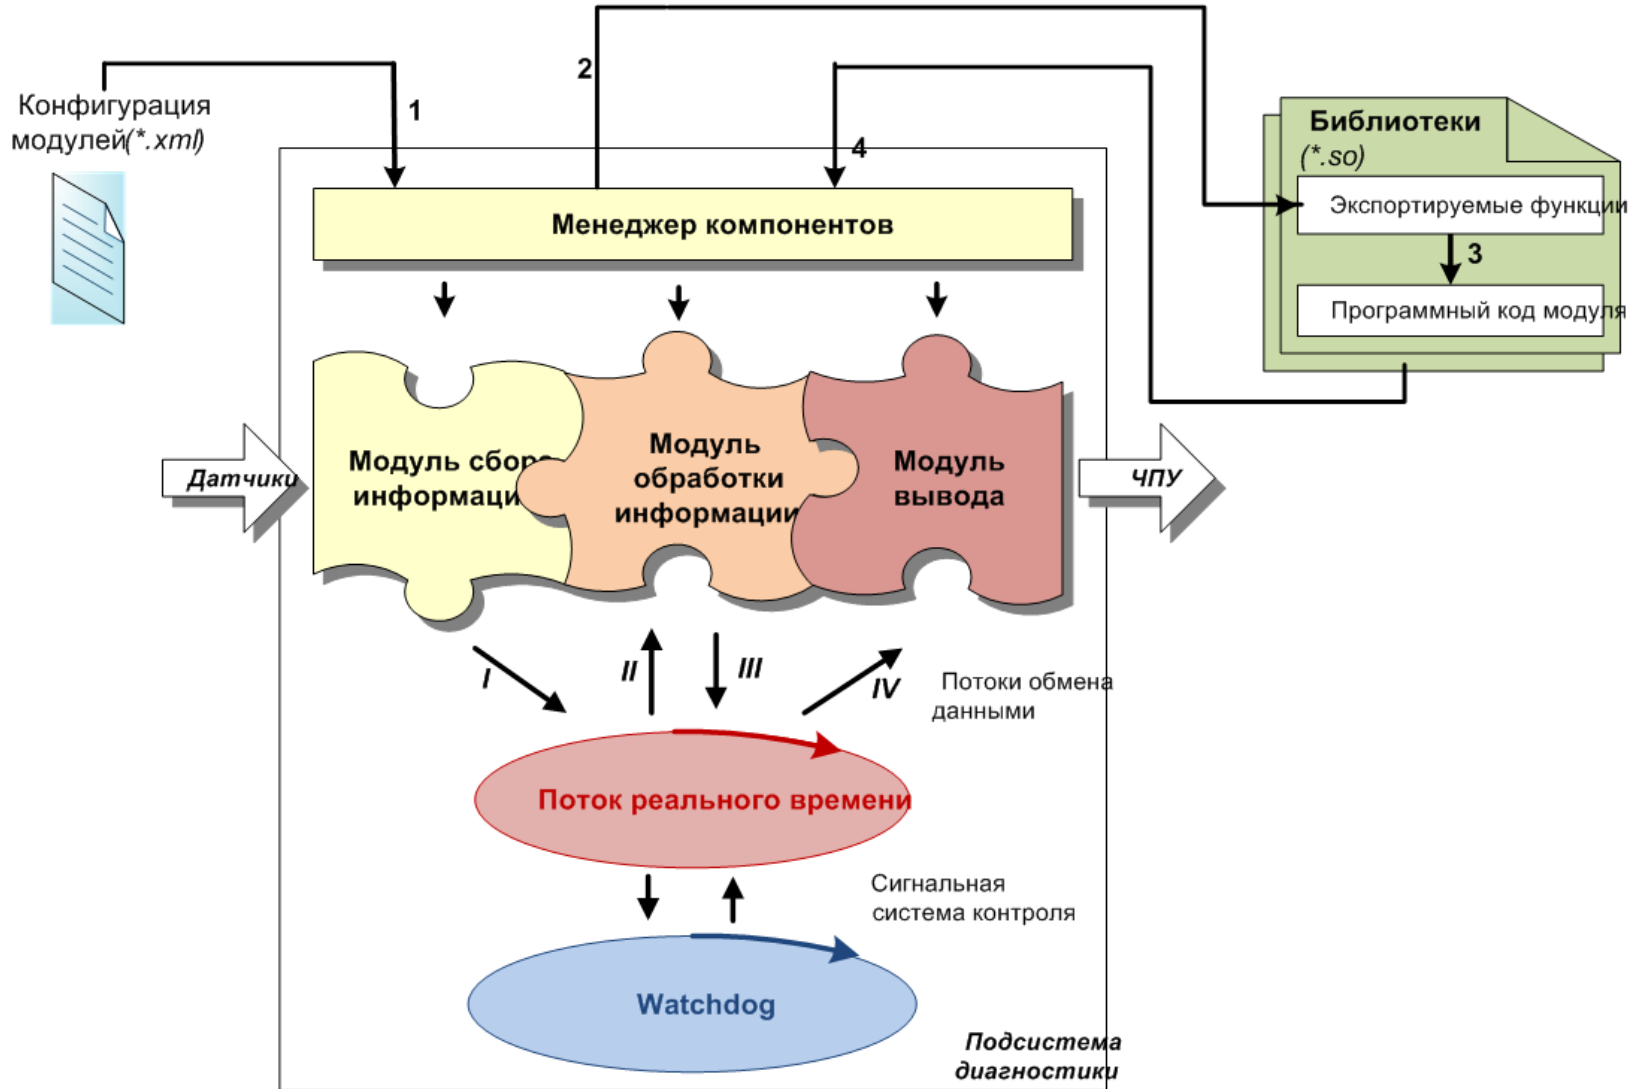 2
1
4
Конфигурация
модулей(*.xml)
Библиотеки
(*.so)
Экспортируемые функции
3
Программный код модуля
Менеджер компонентов
Датчики
Модуль сбора
информаци
Модуль
обработки
информации
Модуль
вывода
ЧПУ
I
II
III
IV
Потоки обмена
данными
Поток реального времени
Сигнальная
система контроля
Watchdog
Подсистема
диагностики